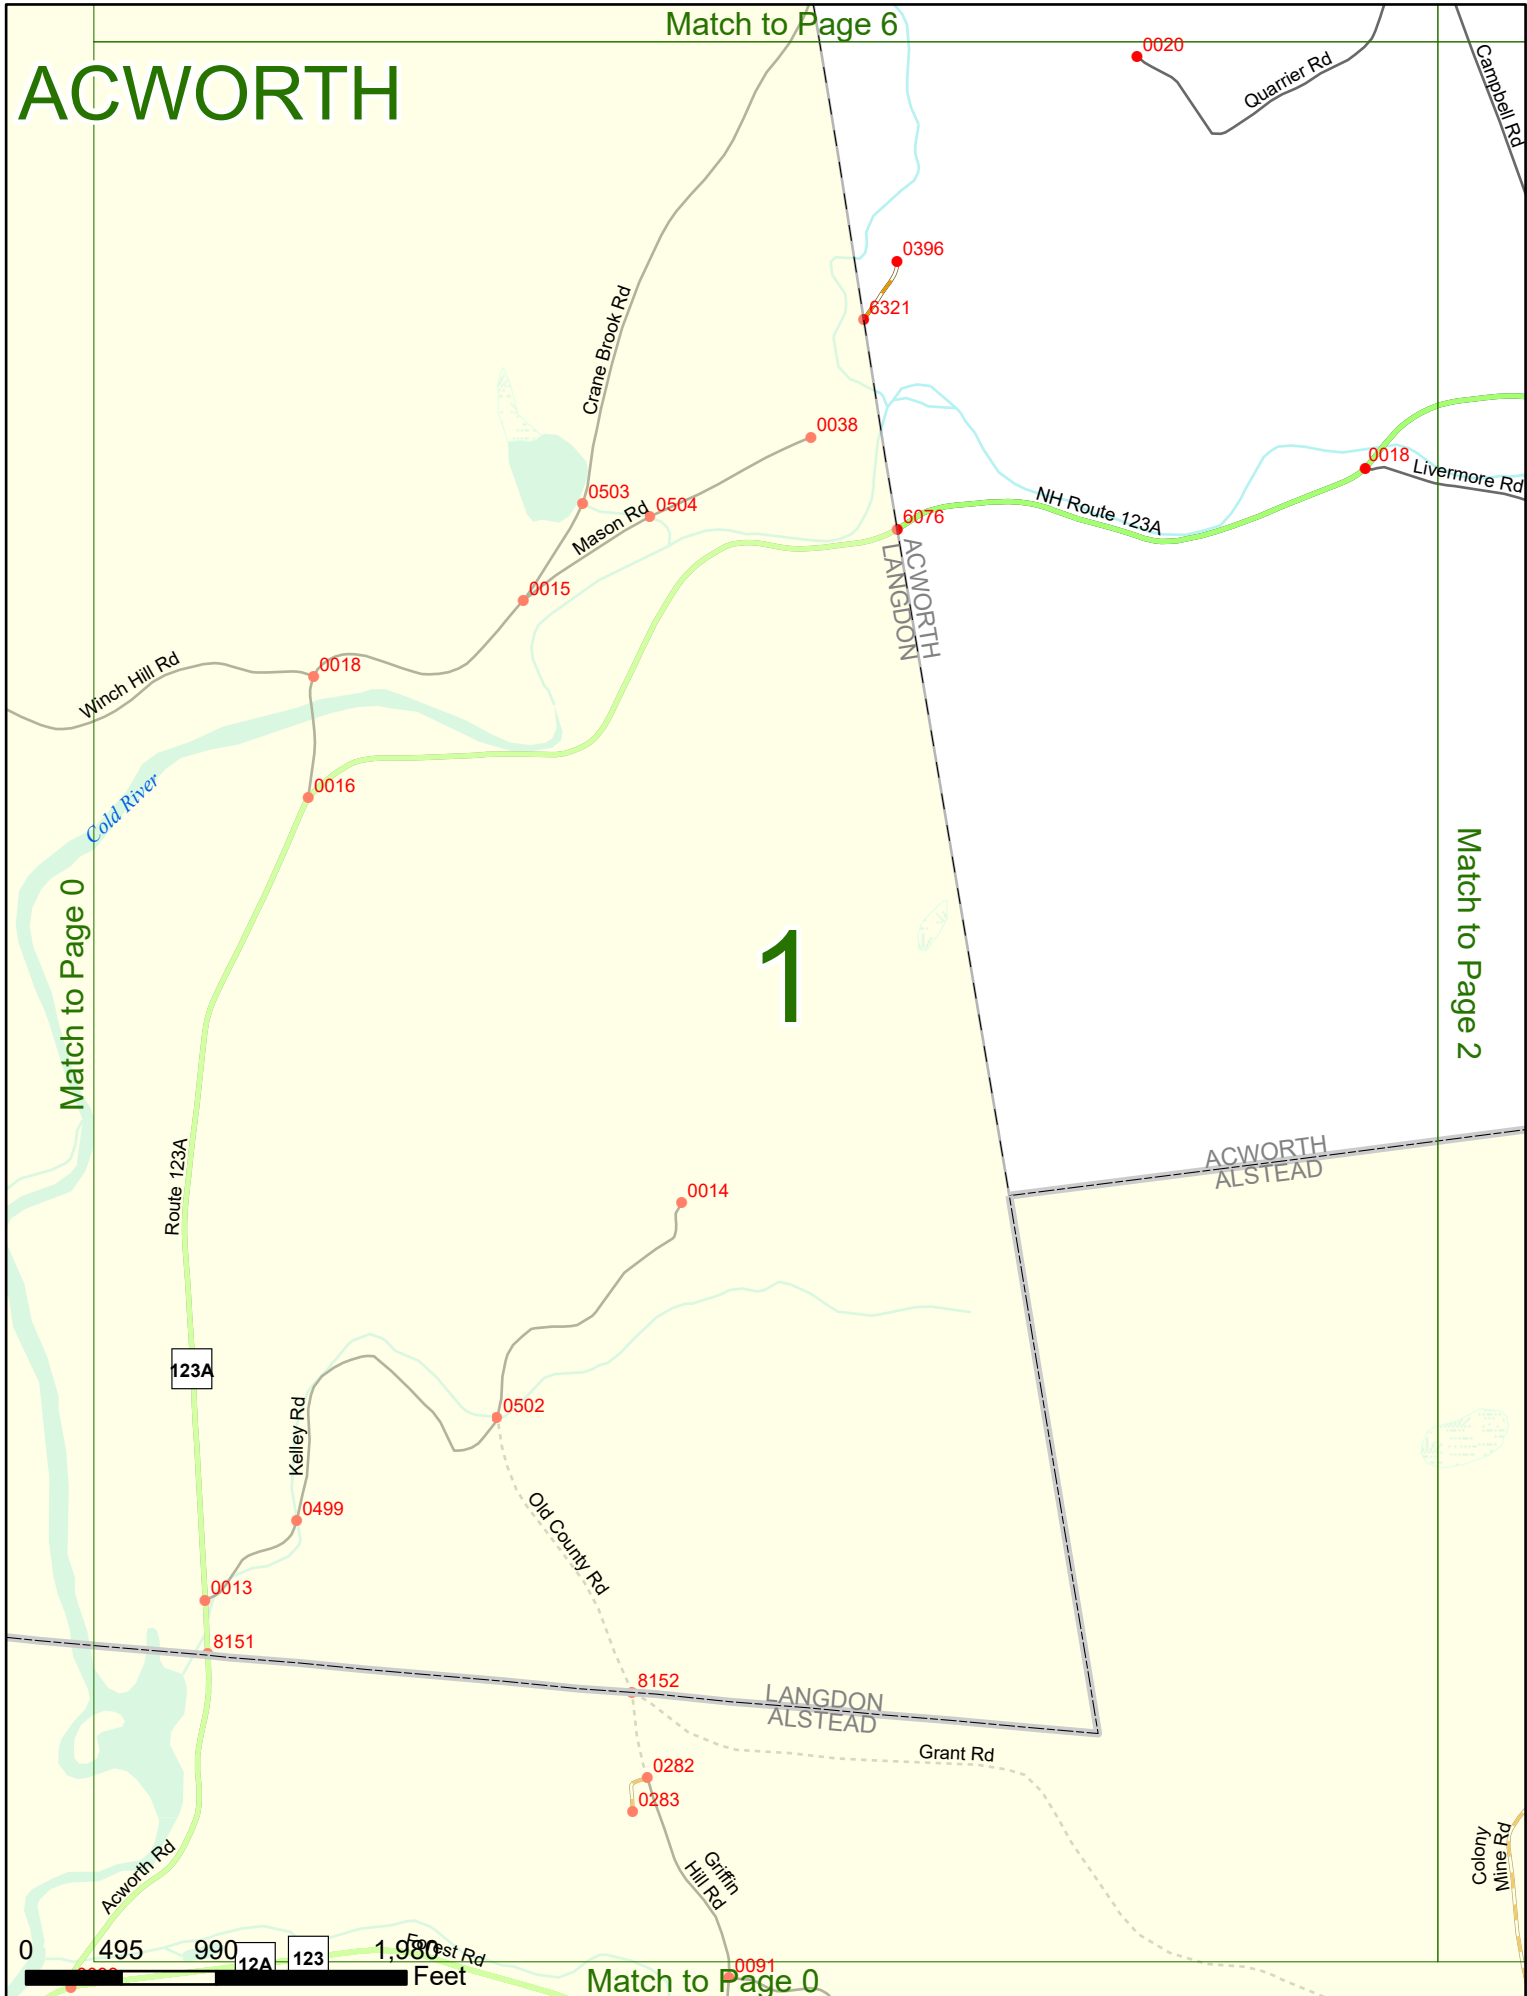 Match to Page 6
ACWORTH
0020
Quarrier Rd
Campbell Rd
0396
6321
Crane Brook Rd
0038
0018
Livermore Rd
0503
0504
Mason Rd
NH Route 123A
6076
ACWORTH
LANGDON
0015
0018
Winch Hill Rd
0016
Cold River
Match to Page 0
1
Match to Page 2
Route 123A
ACWORTH
ALSTEAD
0014
123A
Kelley Rd
0502
0499
Old County Rd
0013
8151
8152
LANGDON
ALSTEAD
Grant Rd
0282
0283
Griffin
Hill Rd
Colony
Mine Rd
Acworth Rd
Forest Rd
0 495 990 1,980
Feet
12A
123
0091
Match to Page 0